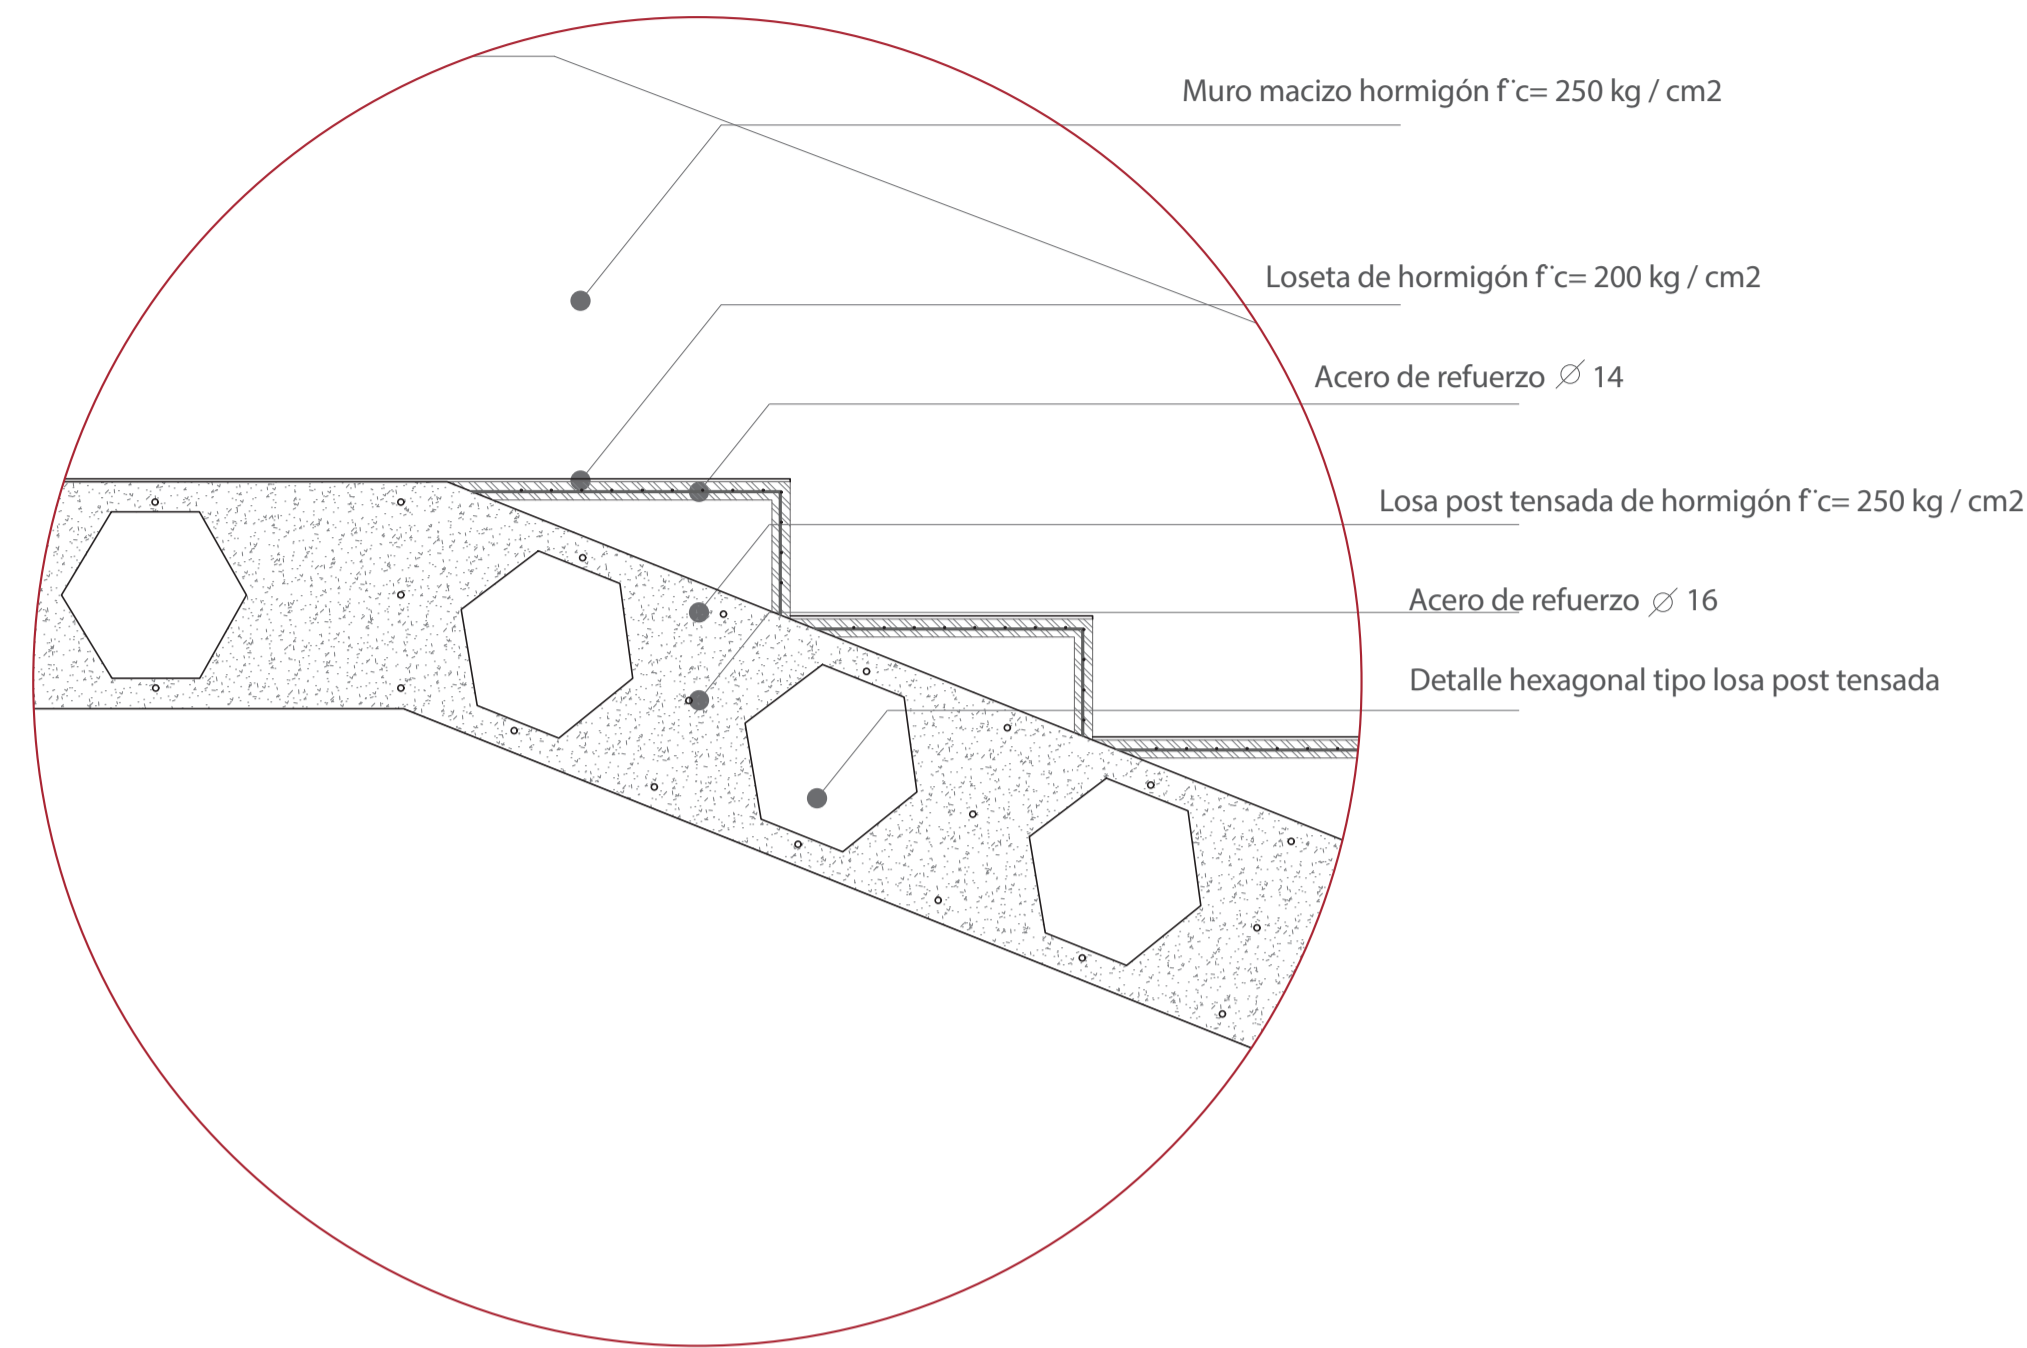 Muro macizo hormigón f¨c= 250 kg / cm2
Loseta de hormigón f¨c= 200 kg / cm2
Acero de refuerzo ∅ 14
Losa post tensada de hormigón f¨c= 250 kg / cm2
Acero de refuerzo ∅ 16
Detalle hexagonal tipo losa post tensada